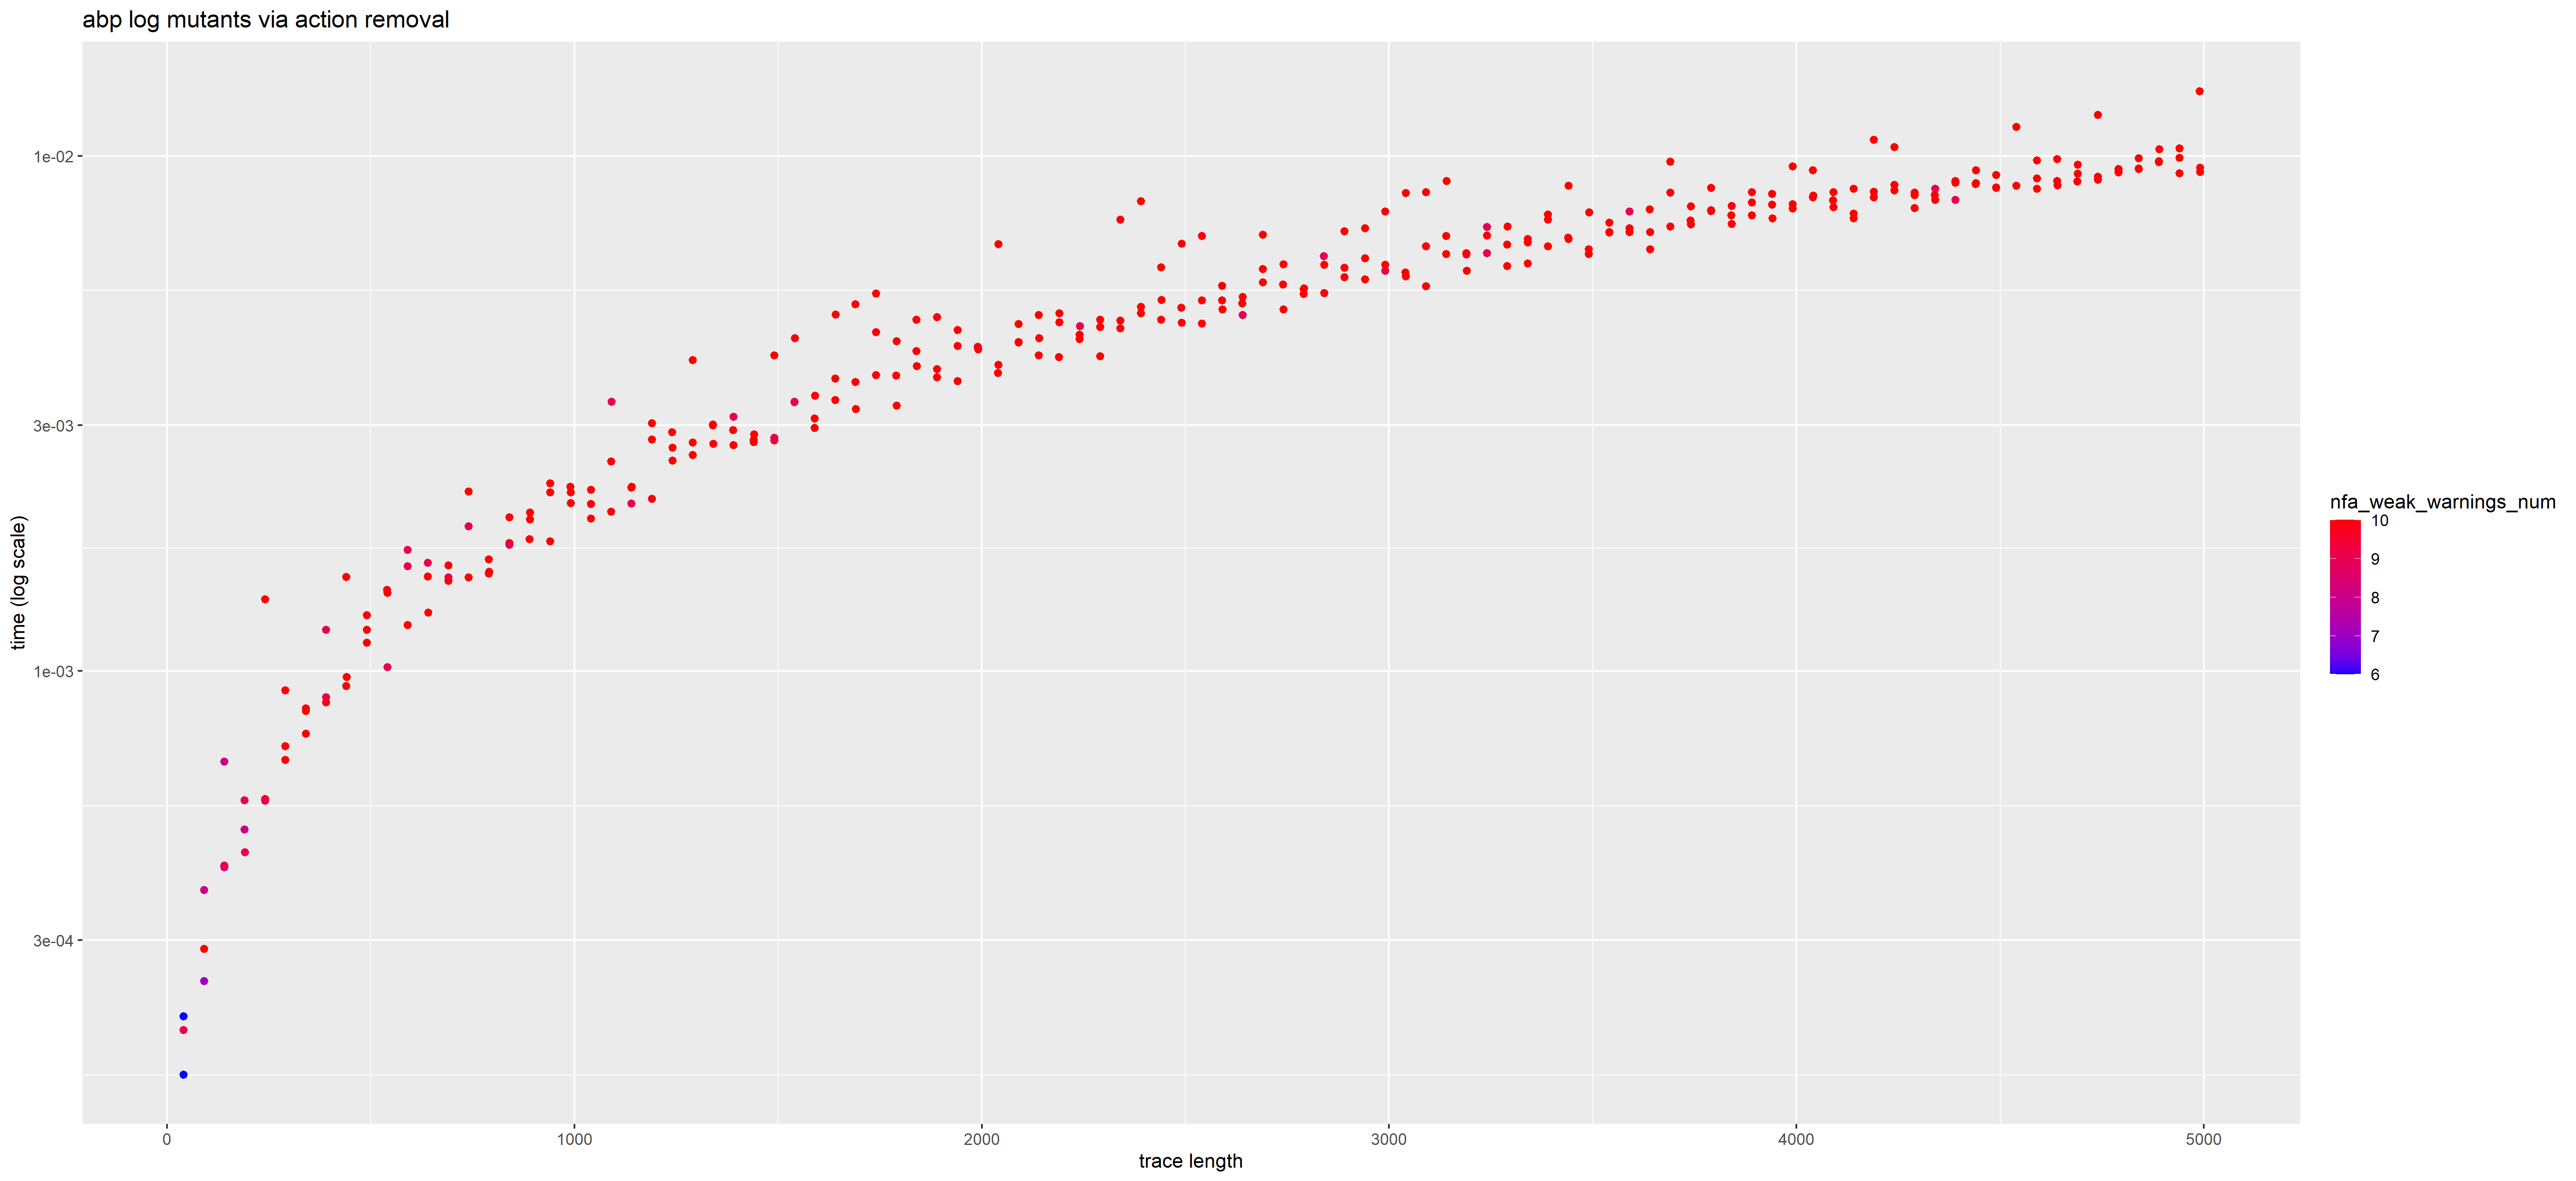 abp log mutants via action removal
time (log scale)
1e-02
3e-03
1e-03
3e-04
0 1000 2000 3000 4000 5000
trace length
nfa_weak_warnings_num
10
9
8
7
6